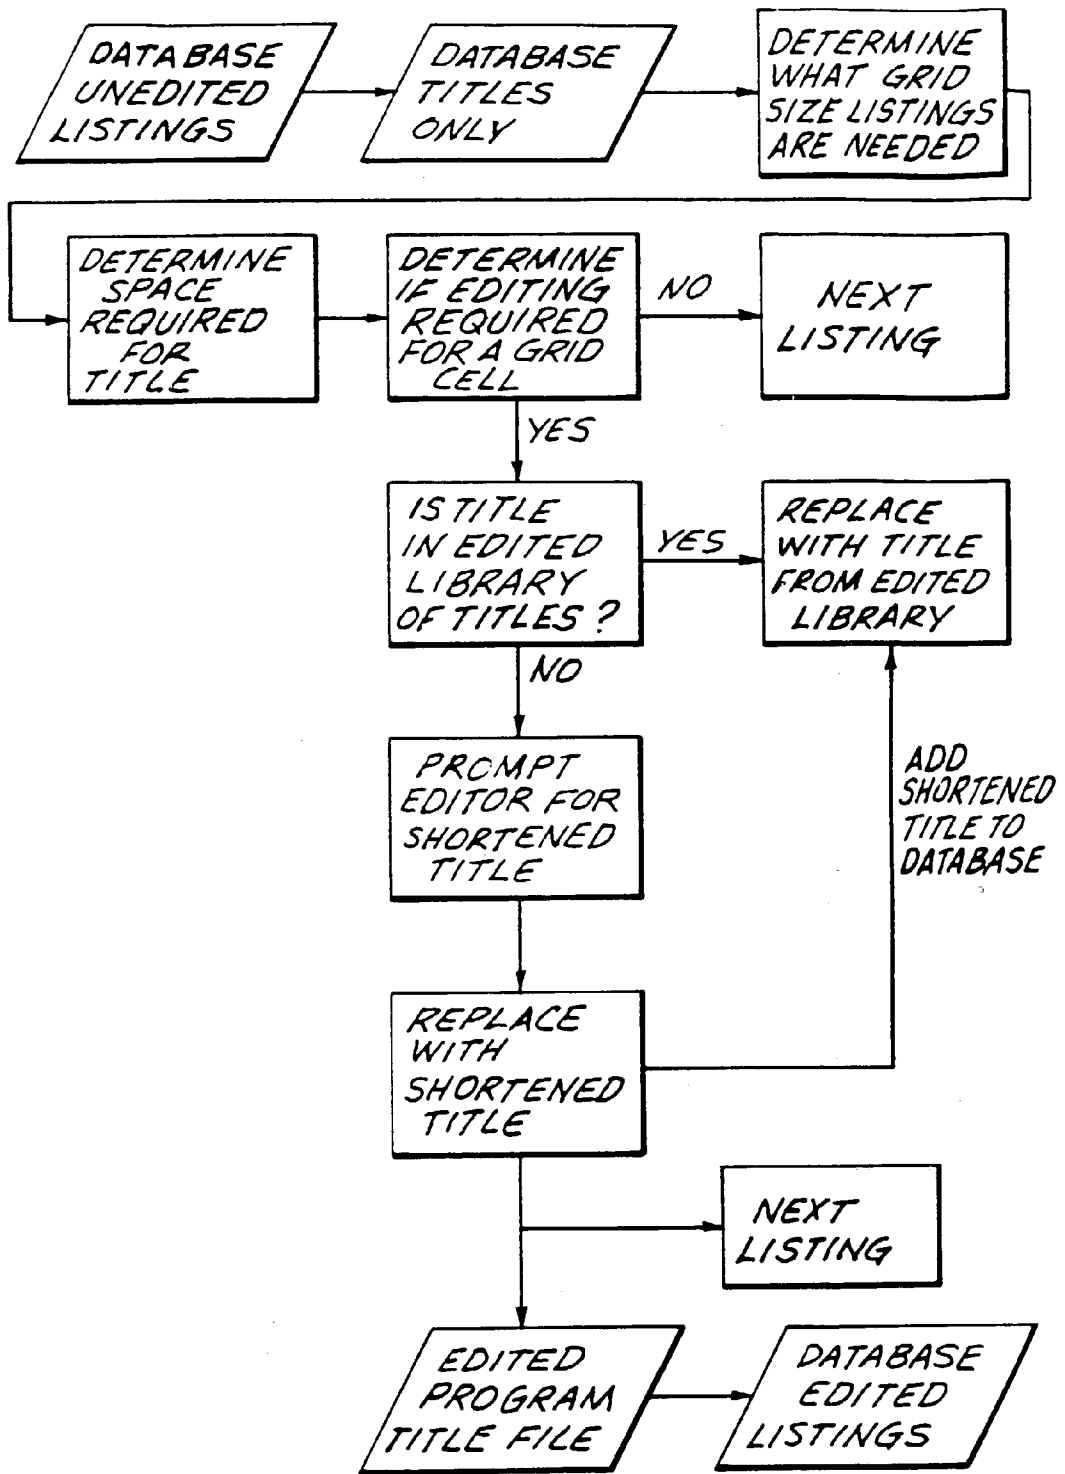 DATABASE
UNEDITED
LISTINGS
DATABASE
TITLES
ONLY
DETERMINE
WHAT GRID
SIZE LISTINGS
ARE NEEDED
DETERMINE
SPACE
REQUIRED
FOR
TITLE
DETERMINE
IF EDITING
REQUIRED
FOR A GRID
CELL
NO
NEXT
LISTING
YES
IS TITLE
IN EDITED
LIBRARY
OF TITLES?
YES
REPLACE
WITH TITLE
FROM EDITED
LIBRARY
NO
PROMPT
EDITOR FOR
SHORTENED
TITLE
ADD
SHORTENED
TITLE TO
DATABASE
REPLACE
WITH
SHORTENED
TITLE
NEXT
LISTING
EDITED
PROGRAM
TITLE FILE
DATABASE
EDITED
LISTINGS